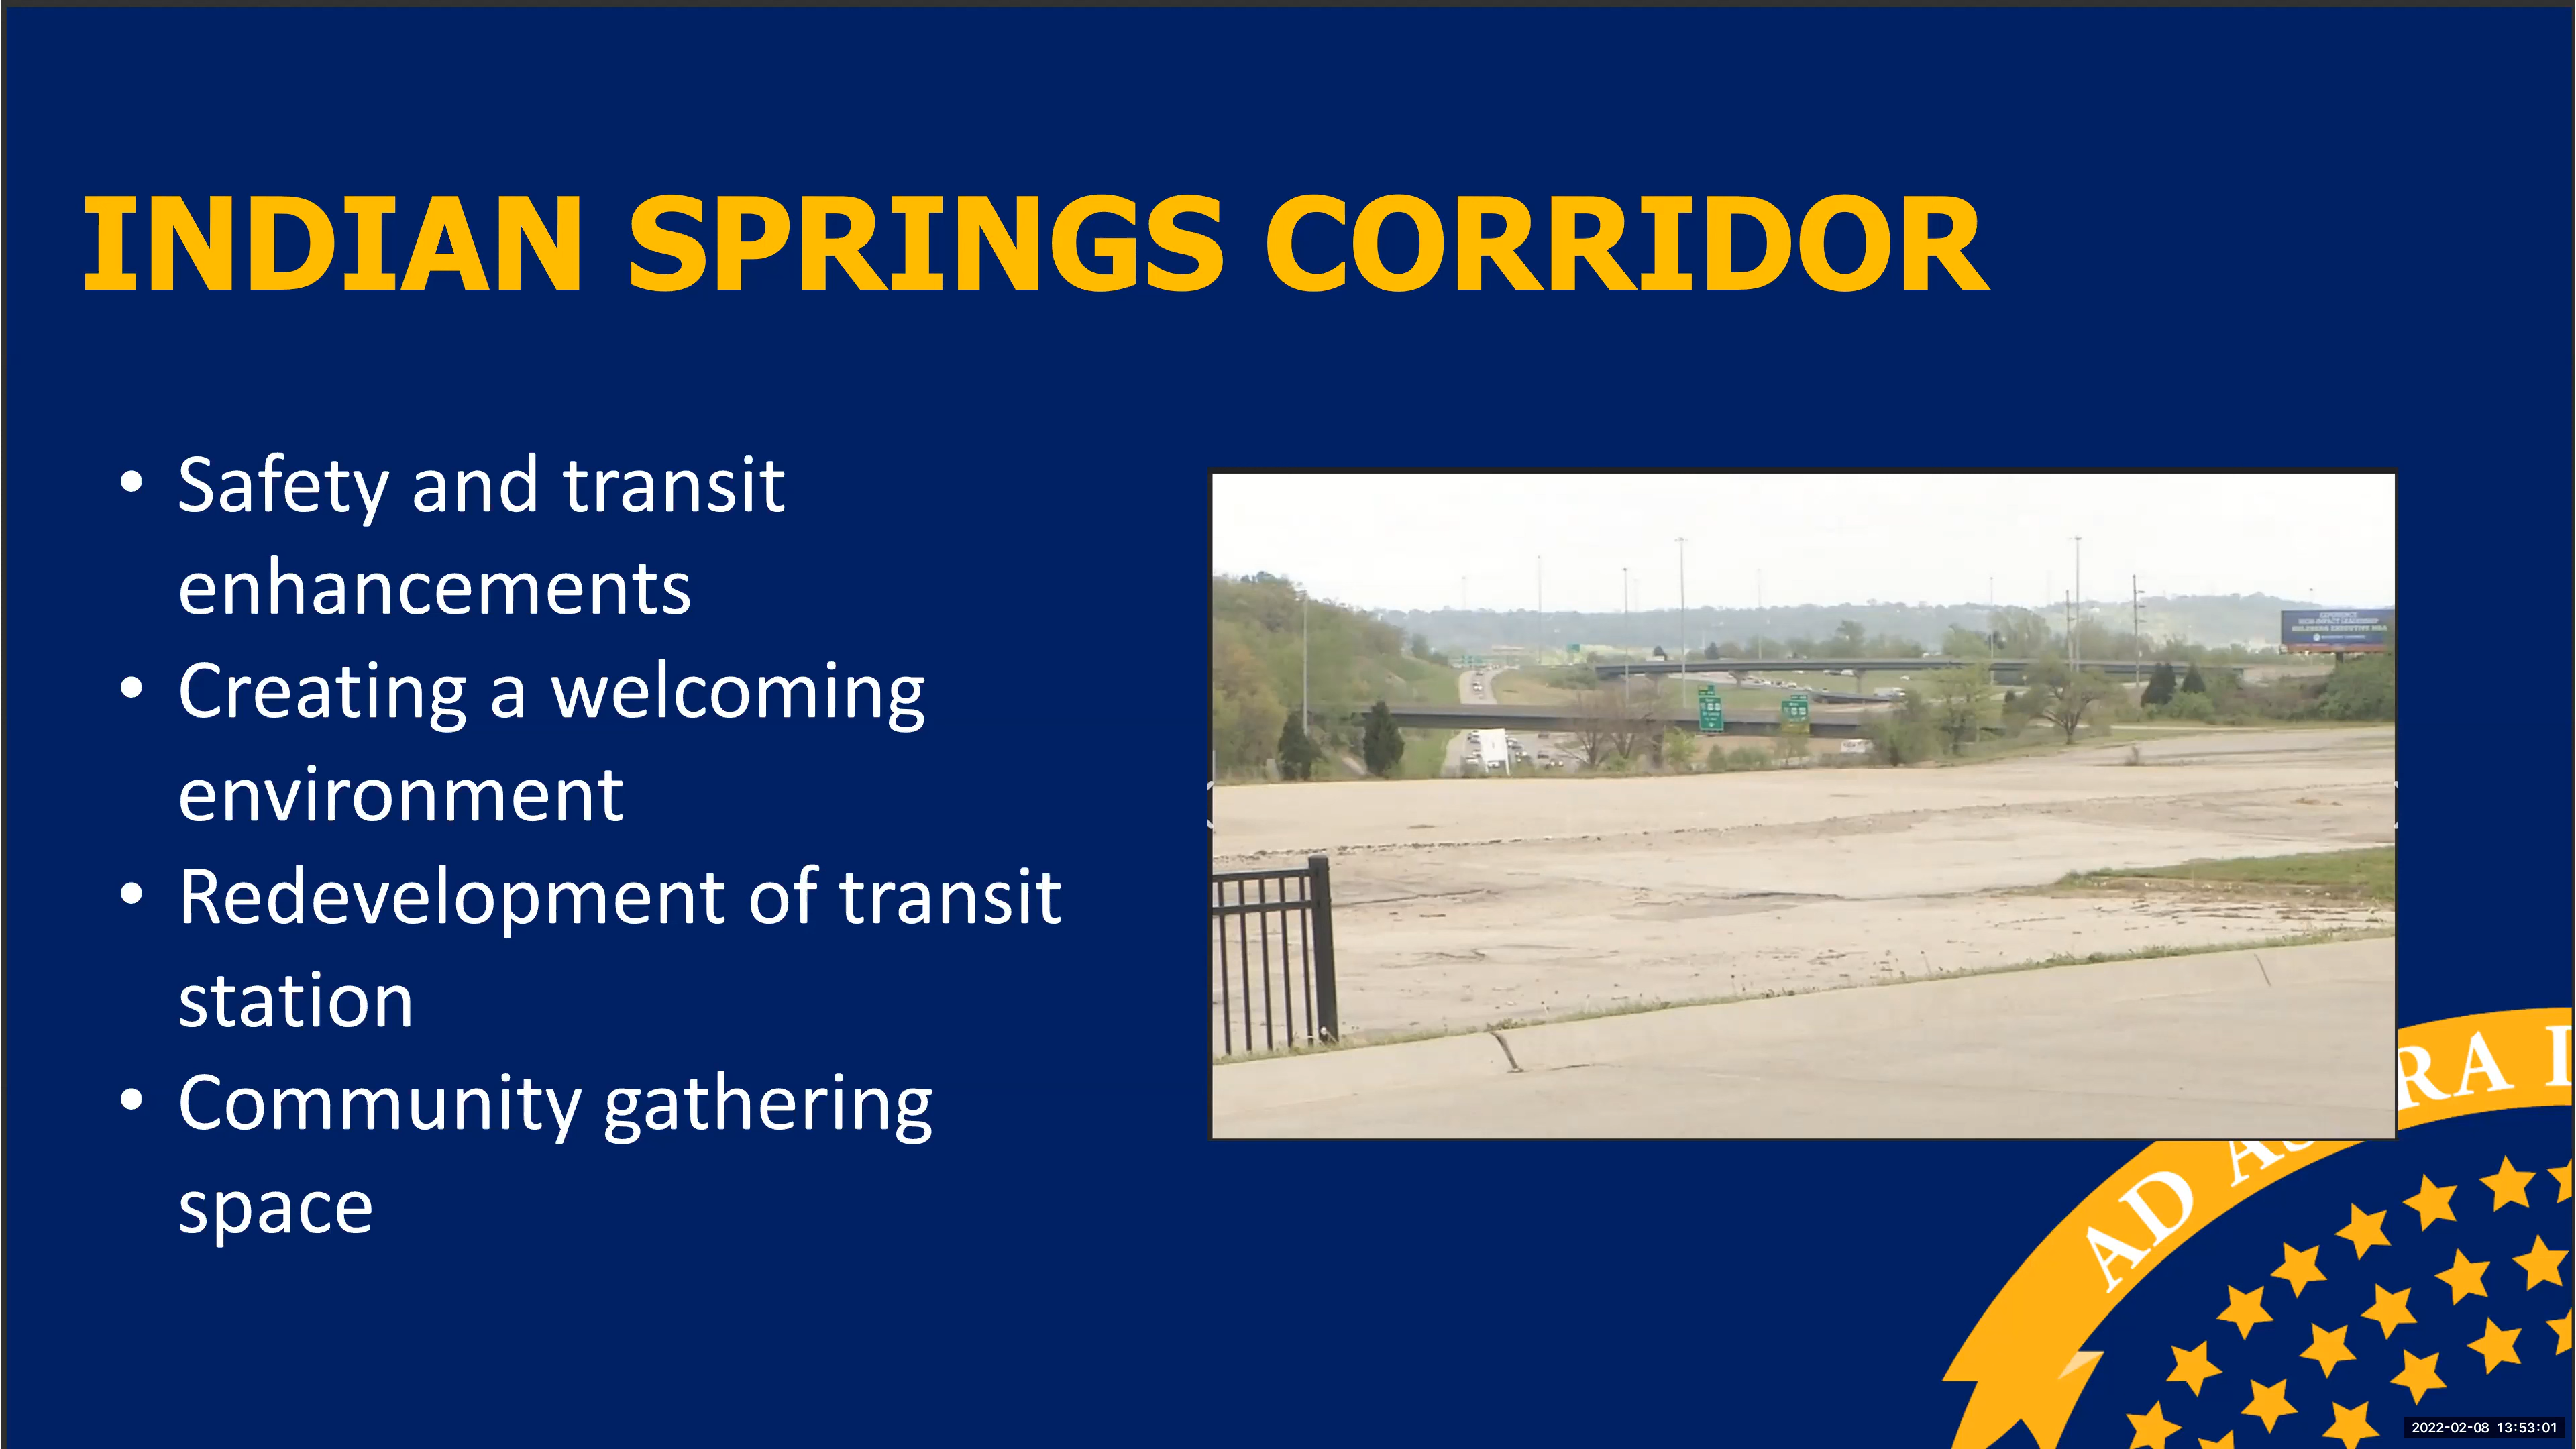 INDIAN SPRINGS CORRIDOR
• Safety and transit
enhancements
• Creating a welcoming
environment
• Redevelopment of transit
station
• Community gathering
space
AD
RA
2022-02-08 13:53:01